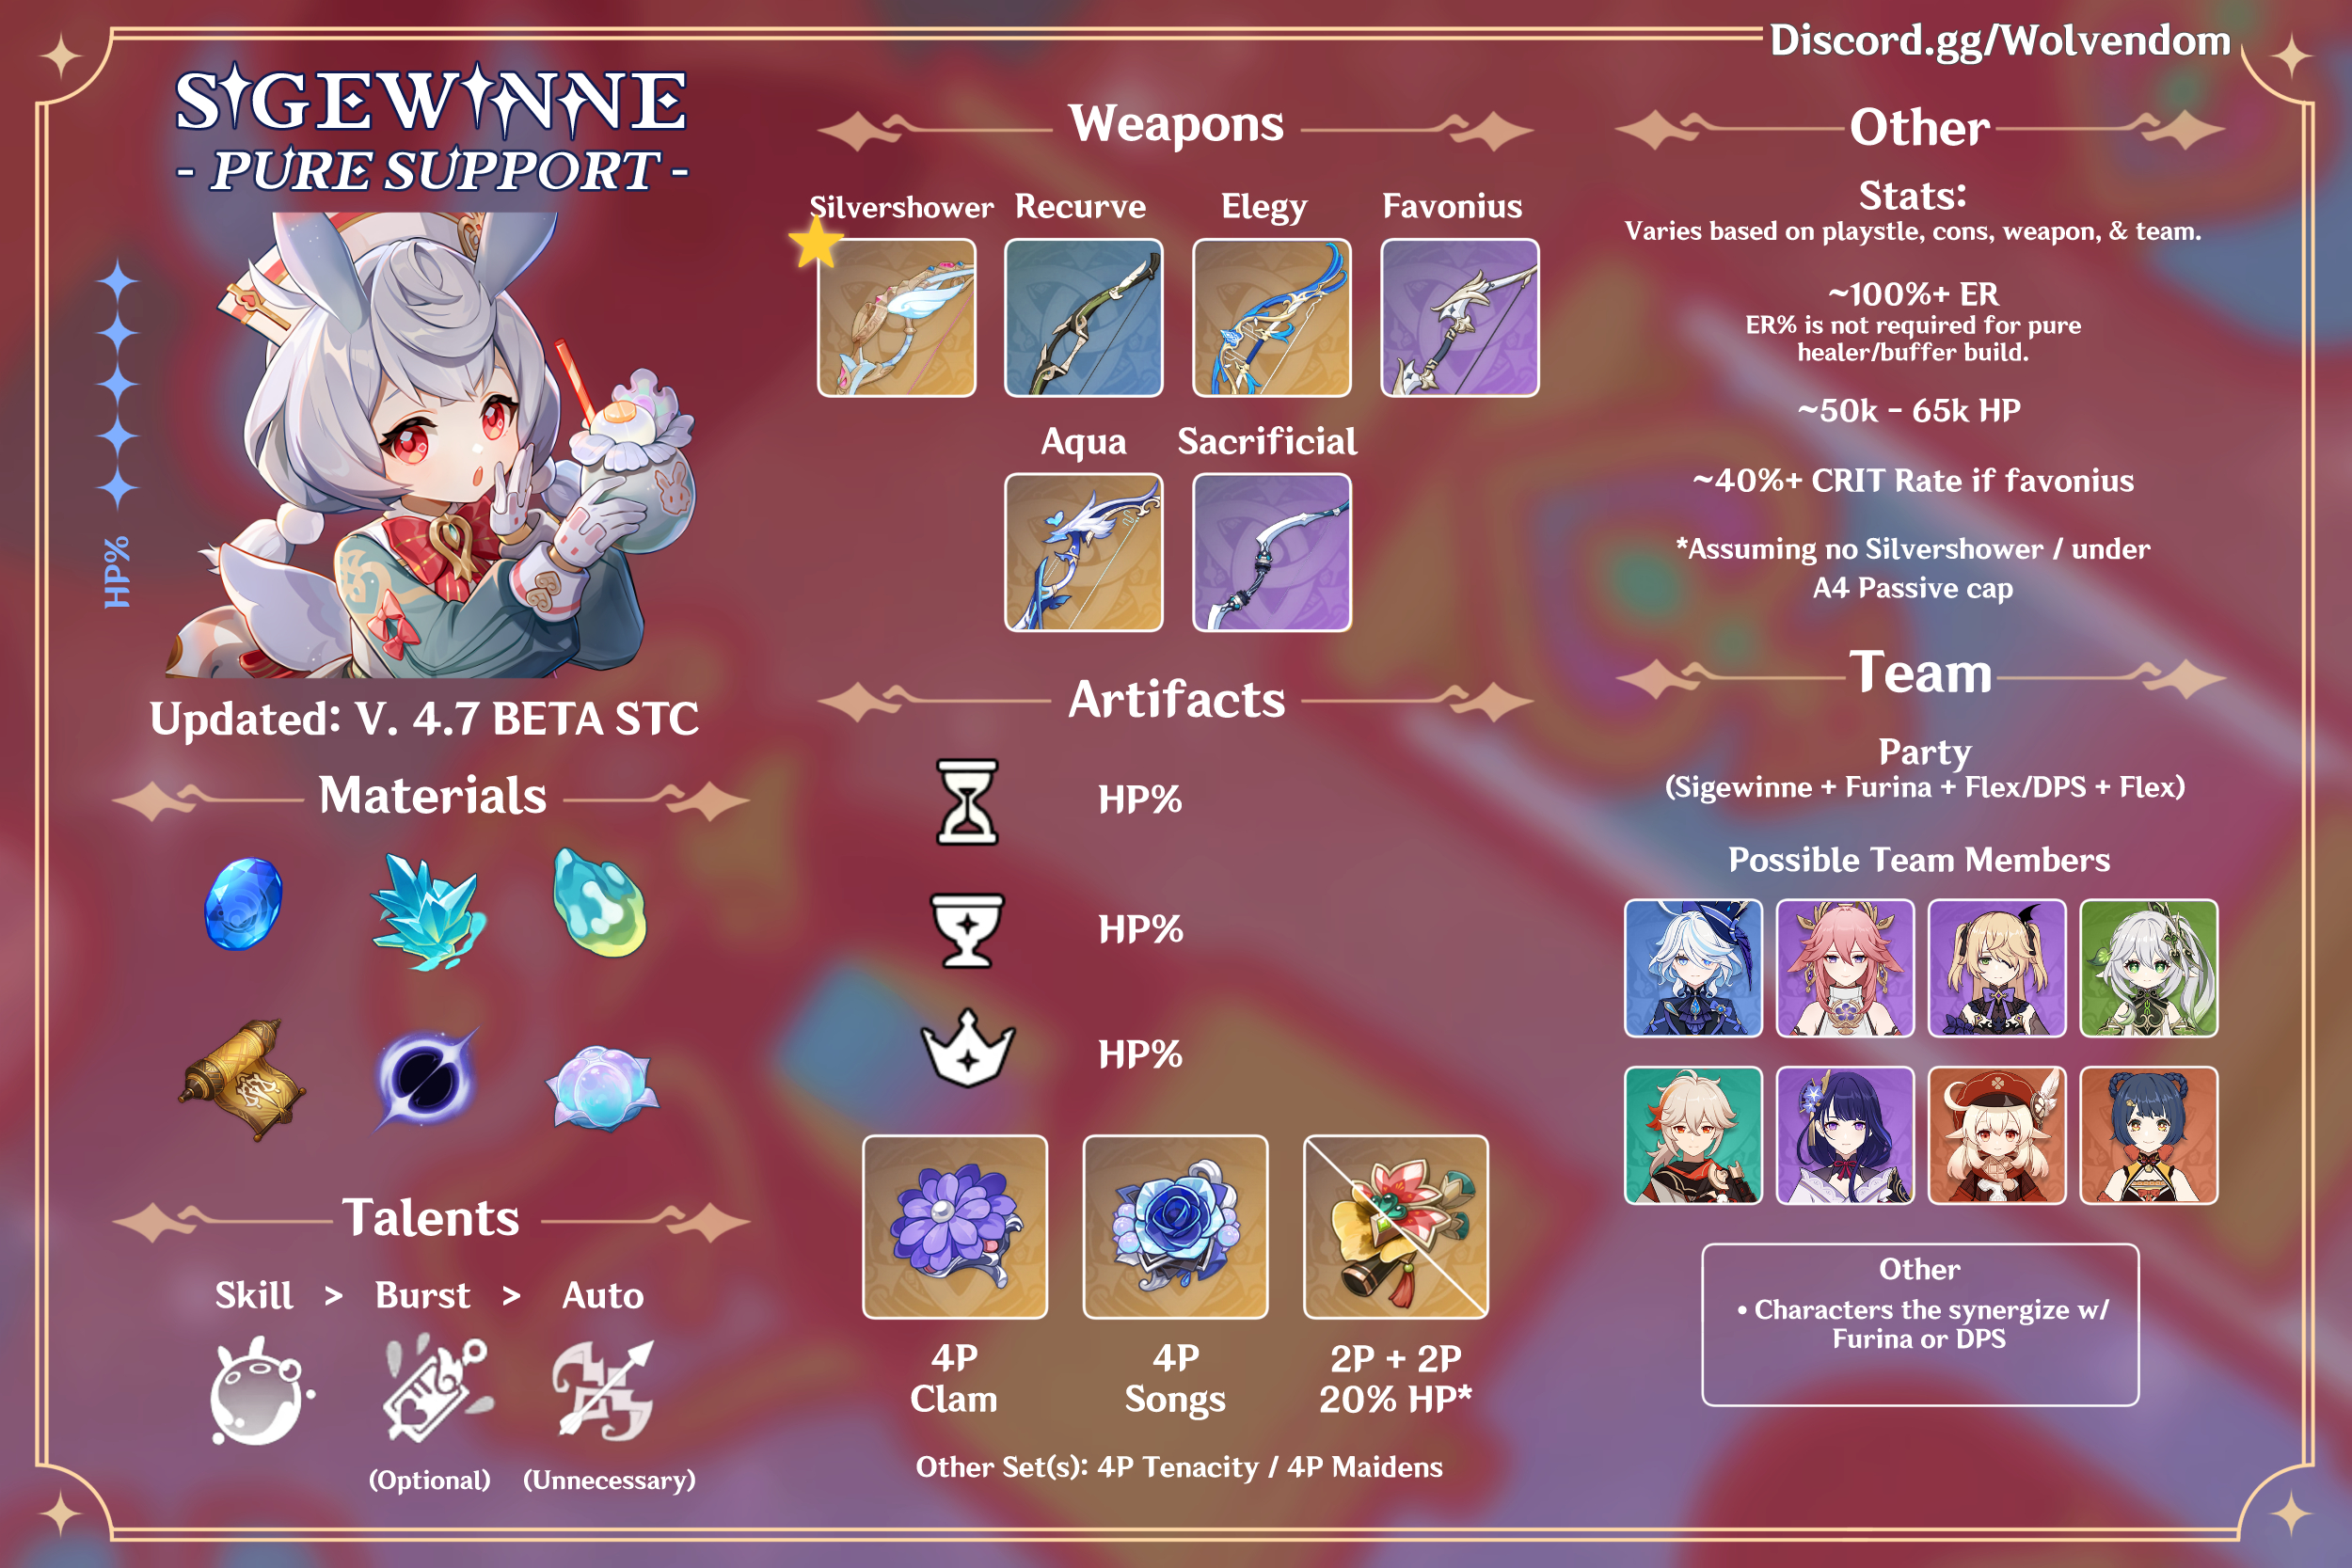 Discord.gg/Wolvendom
SIGEWINNE
- PURE SUPPORT -
HP%
Updated: V. 4.7 BETA STC
Materials
Talents
Skill > Burst > Auto
(Optional) (Unnecessary)
Weapons
Silvershower Recurve Elegy Favonius
Aqua Sacrificial
Artifacts
HP%
HP%
HP%
4P
Clam
4P
Songs
2P + 2P
20% HP*
Other Set(s): 4P Tenacity / 4P Maidens
Other
Stats:
Varies based on playstle, cons, weapon, & team.
~100%+ ER
ER% is not required for pure
healer/buffer build.
~50k - 65k HP
~40%+ CRIT Rate if favonius
*Assuming no Silvershower / under
A4 Passive cap
Team
Party
(Sigewinne + Furina + Flex/DPS + Flex)
Possible Team Members
Other
• Characters the synergize w/
Furina or DPS